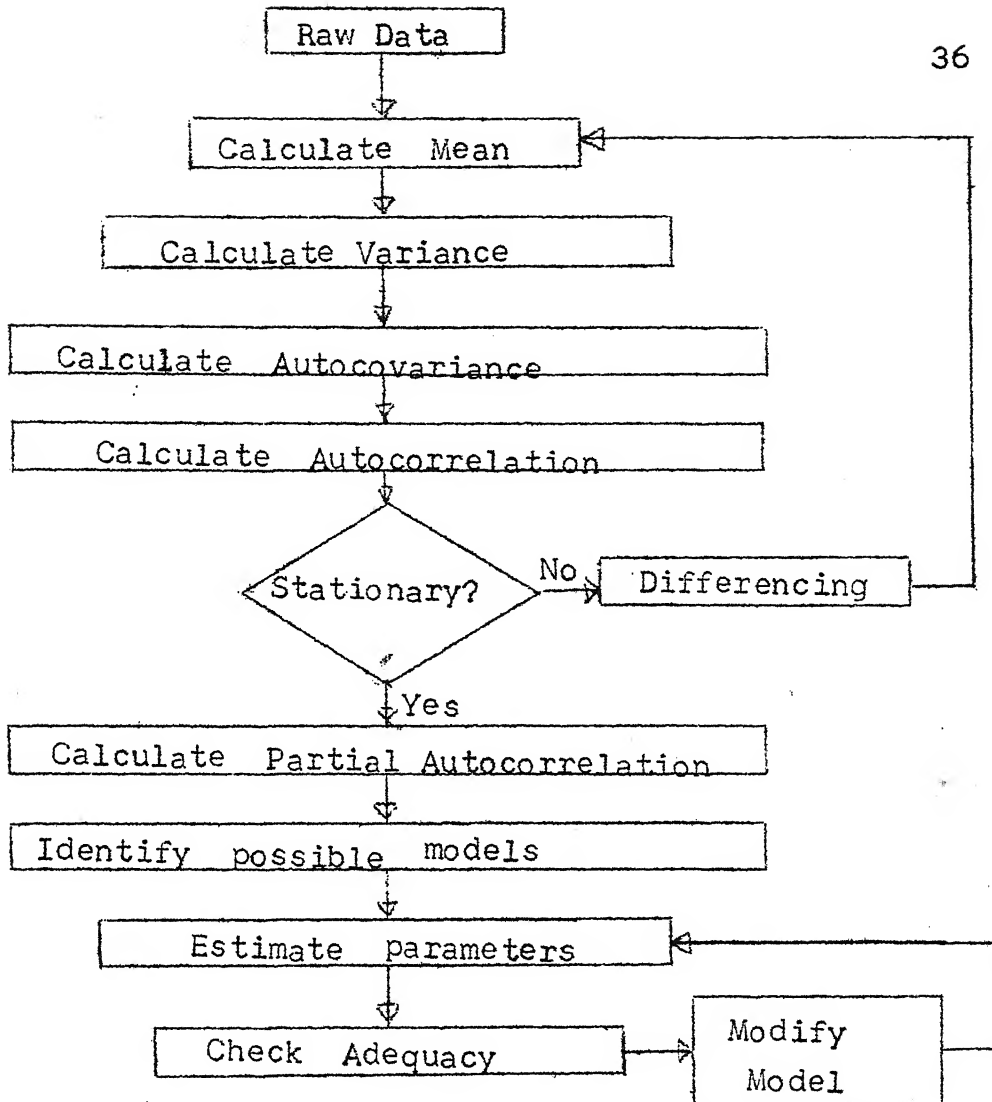 Raw Data
36
Calculate Mean
Calculate Variance
Calculate Autocovariance
Calculate Autocorrelation
Stationary?
No
Differencing
Yes
Calculate Partial Autocorrelation
Identify possible models
Estimate parameters
Check Adequacy
Modify
Model